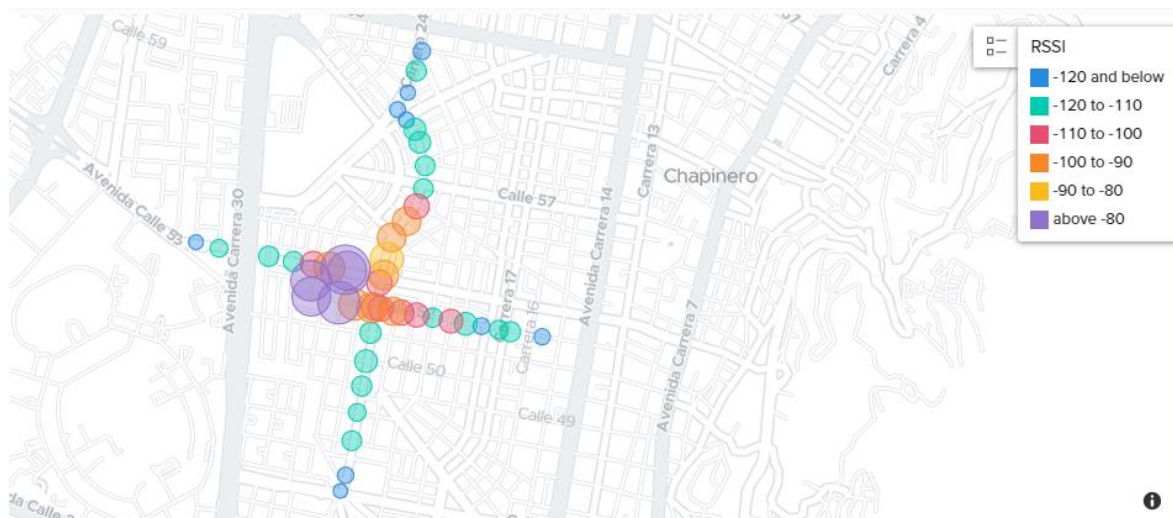 Calle 59
Carrera 4
RSSI
-120 and below
-120 to -110
-110 to -100
-100 to -90
-90 to -80
above -80
Carrera 13
Chapinero
Calle 57
Avenida Calle 53
Avenida Carrera 30
Avenida Carrera 14
Carrera 16
Avenida Carrera 7
Calle 50
Calle 49